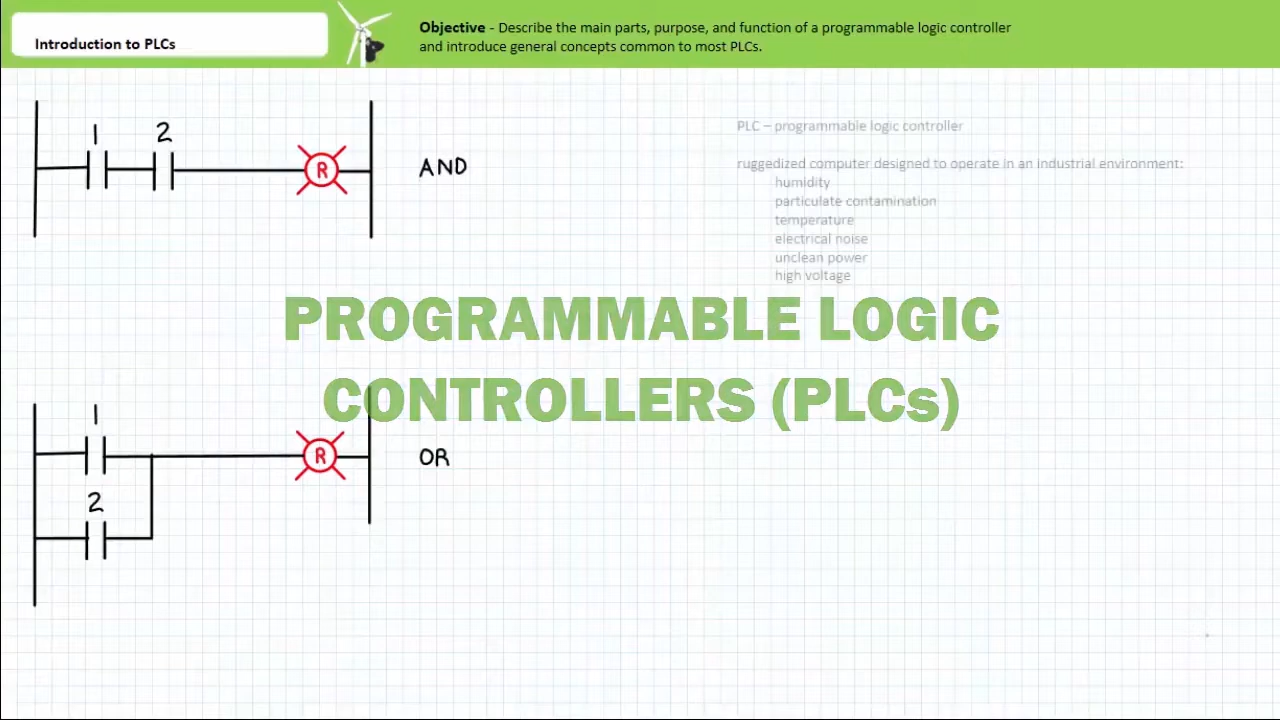 Introduction to PLCs
Objective - Describe the main parts, purpose, and function of a programmable logic controller
and introduce general concepts common to most PLCs.
1 2
R
AND
PLC – programmable logic controller
ruggedized computer designed to operate in an industrial environment:
humidity
particulate contamination
temperature
electrical noise
unclean power
high voltage
PROGRAMMABLE LOGIC
CONTROLLERS (PLCs)
1
R
OR
2